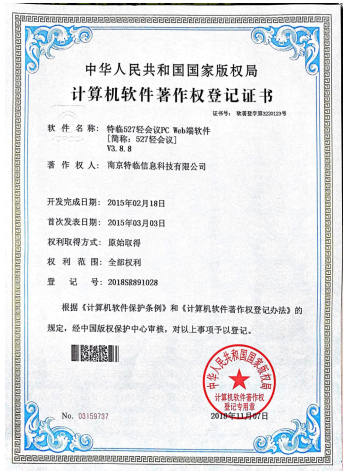 中华人民共和国国家版权局
计算机软件著作权登记证书
证书号： 软著登字第3220123号
软 件 名 称： 特临527轻会议PC Web端软件
[简称：527轻会议]
V3.8.8
著 作 权 人： 南京特临信息科技有限公司
开发完成日期： 2015年02月18日
首次发表日期： 2015年03月03日
权利取得方式： 原始取得
权 利 范 围： 全部权利
登 记 号： 2018SR891028
根据《计算机软件保护条例》和《计算机软件著作权登记办法》的
规定，经中国版权保护中心审核，对以上事项予以登记。
中华人民共和国国家版权局
计算机软件著作权
登记专用章
No. 03159737
2018年11月07日